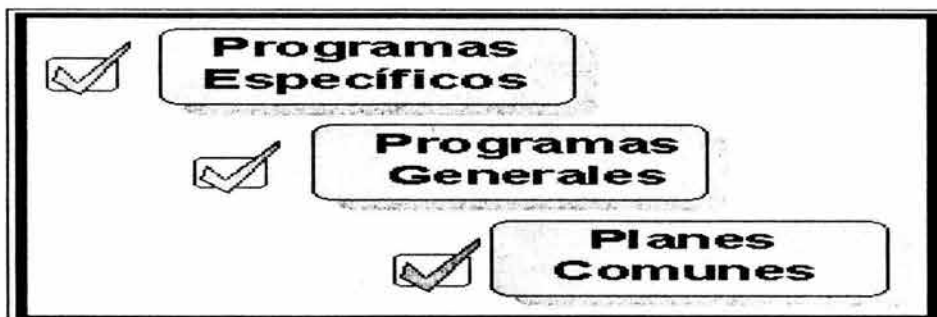 Programas
Específicos
Programas
Generales
Planes
Comunes